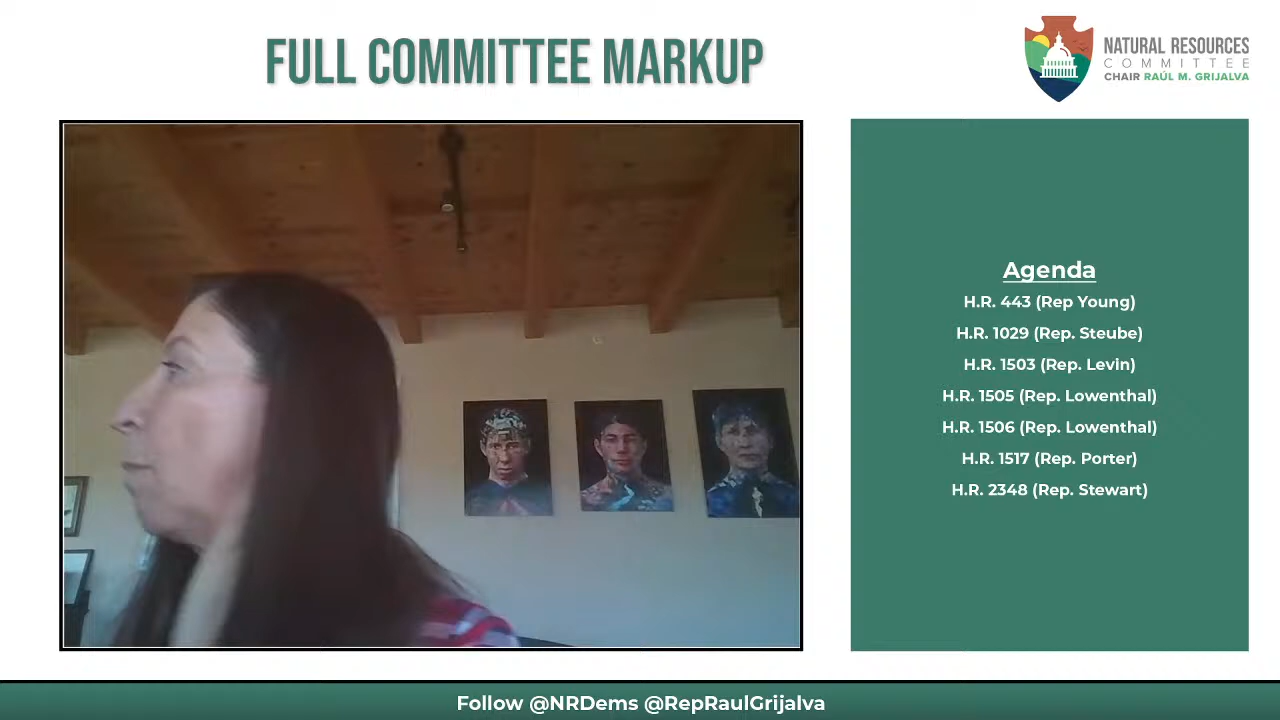 FULL COMMITTEE MARKUP
NATURAL RESOURCES
COMMITTEE
CHAIR RAÚL M. GRIJALVA
Agenda
H.R. 443 (Rep Young)
H.R. 1029 (Rep. Steube)
H.R. 1503 (Rep. Levin)
H.R. 1505 (Rep. Lowenthal)
H.R. 1506 (Rep. Lowenthal)
H.R. 1517 (Rep. Porter)
H.R. 2348 (Rep. Stewart)
Follow @NRDems @RepRaulGrijalva